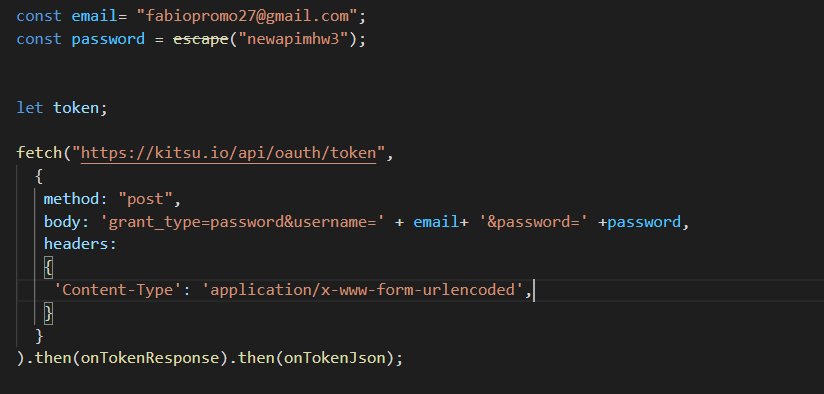 const email= "fabiopromo27@gmail.com";
const password = escape("newapimhw3");
let token;
fetch("https://kitsu.io/api/oauth/token",
{
method: "post",
body: 'grant_type=password&username=' + email+ '&password=' +password,
headers:
{
'Content-Type': 'application/x-www-form-urlencoded',
}
}
).then(onTokenResponse).then(onTokenJson);